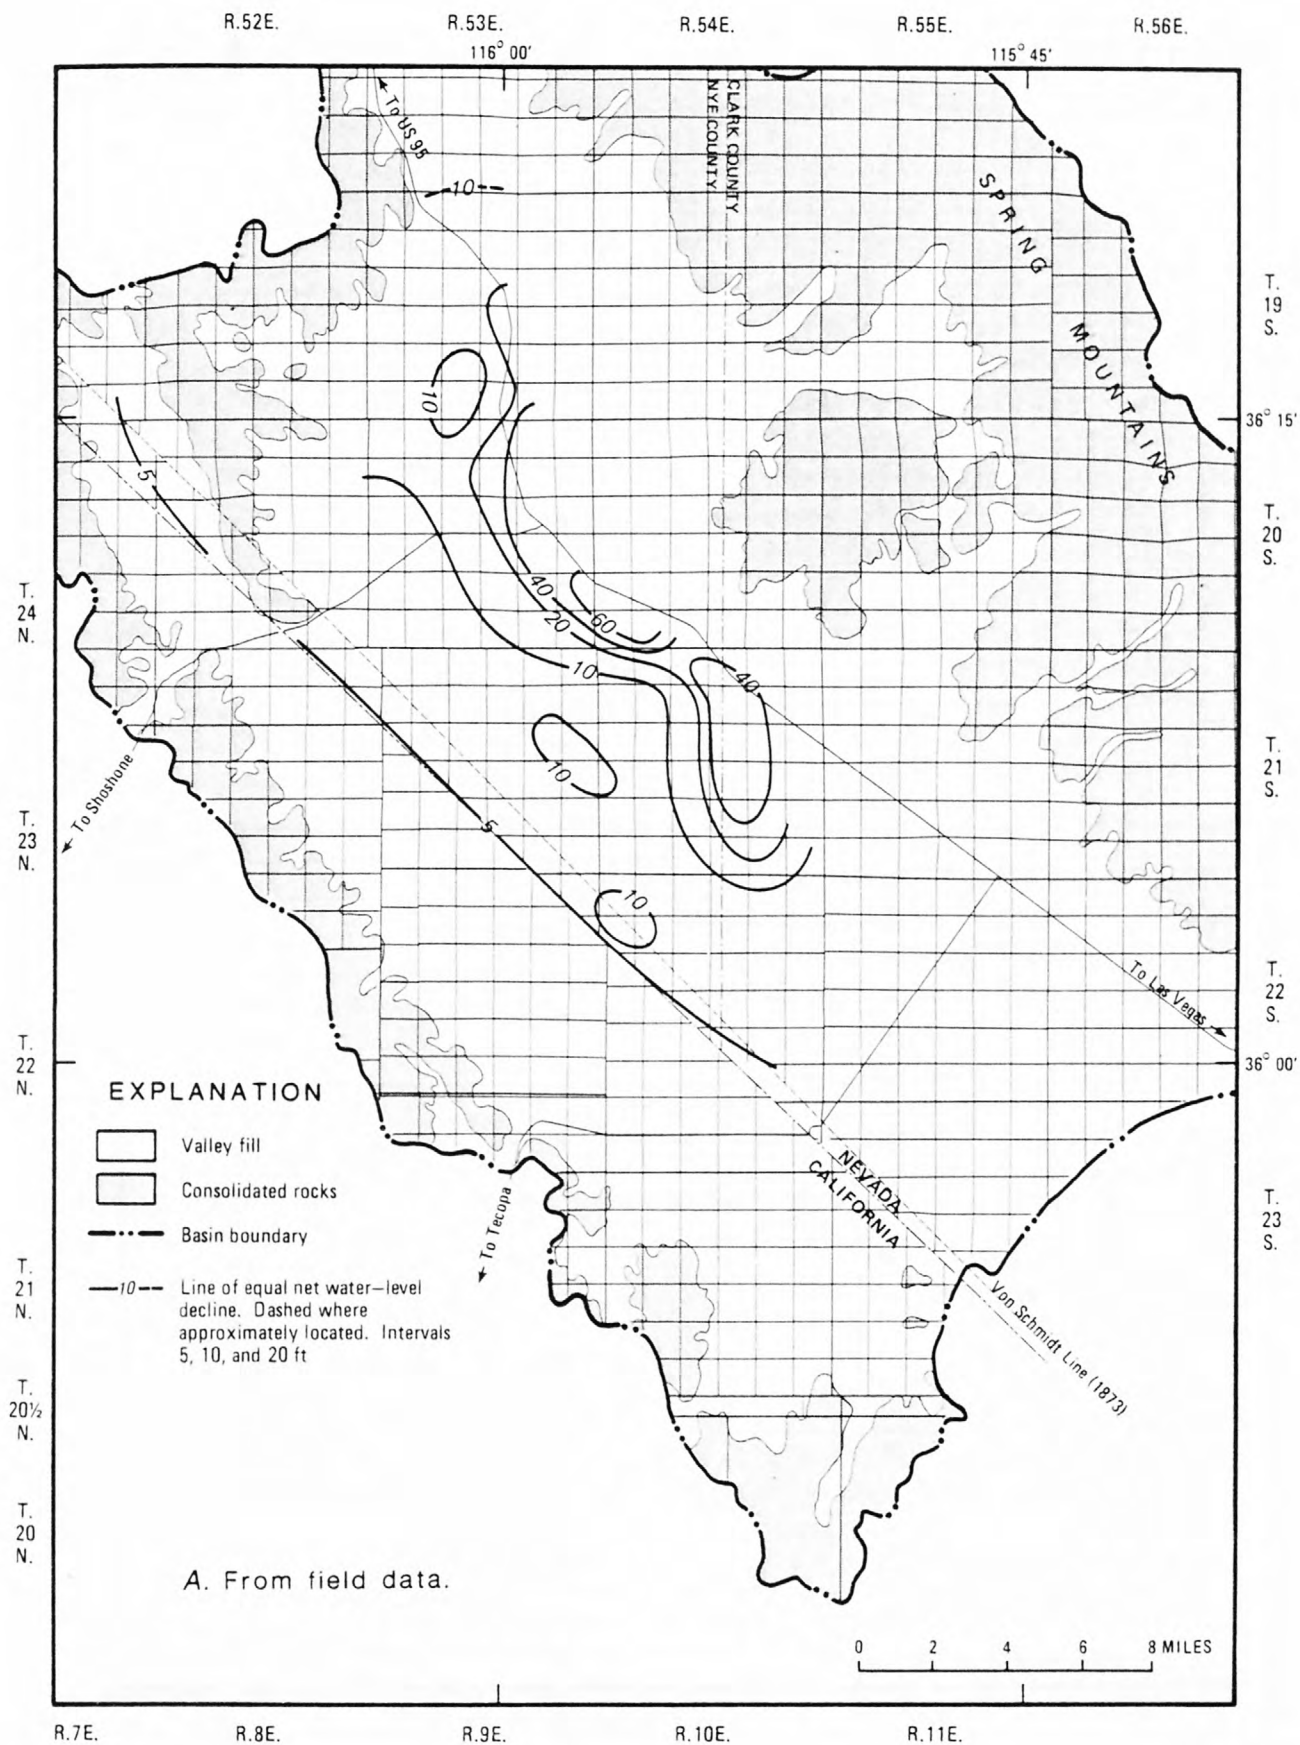 R.52E. R.53E. R.54E. R.55E. R.56E.
116° 00' 115° 45'
To US 95
CLARK COUNTY
NYE COUNTY
10
SPRING
MOUNTAINS
T.
19
S.
10
36° 15'
5
T.
20
S.
T.
24
N.
40
60
20
10
40
10
T.
21
S.
To Shoshone
T.
23
N.
5
10
To Las Vegas
T.
22
S.
T.
22
N.
36° 00'
EXPLANATION
Valley fill
Consolidated rocks
Basin boundary
10 Line of equal net water-level
decline. Dashed where
approximately located. Intervals
5, 10, and 20 ft
NEVADA
CALIFORNIA
To Tecopa
T.
23
S.
T.
21
N.
Von Schmidt Line (1873)
T.
20½
N.
T.
20
N.
A. From field data.
0 2 4 6 8 MILES
R.7E. R.8E. R.9E. R.10E. R.11E.